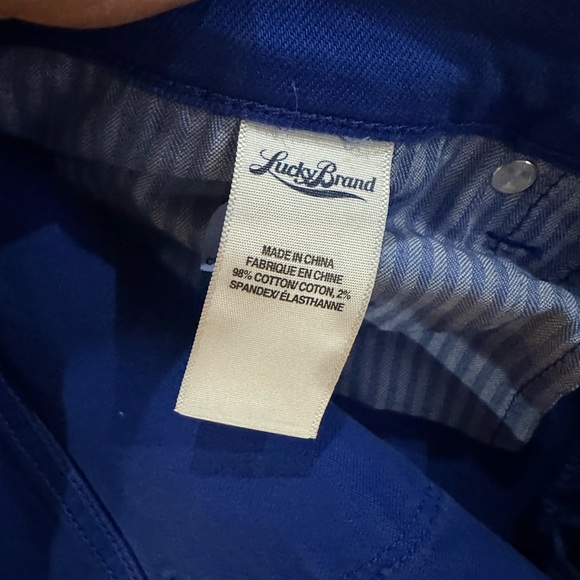 Lucky Brand
MADE IN CHINA
FABRIQUE EN CHINE
98% COTTON/ COTON, 2%
SPANDEX/ ÉLASTHANNE